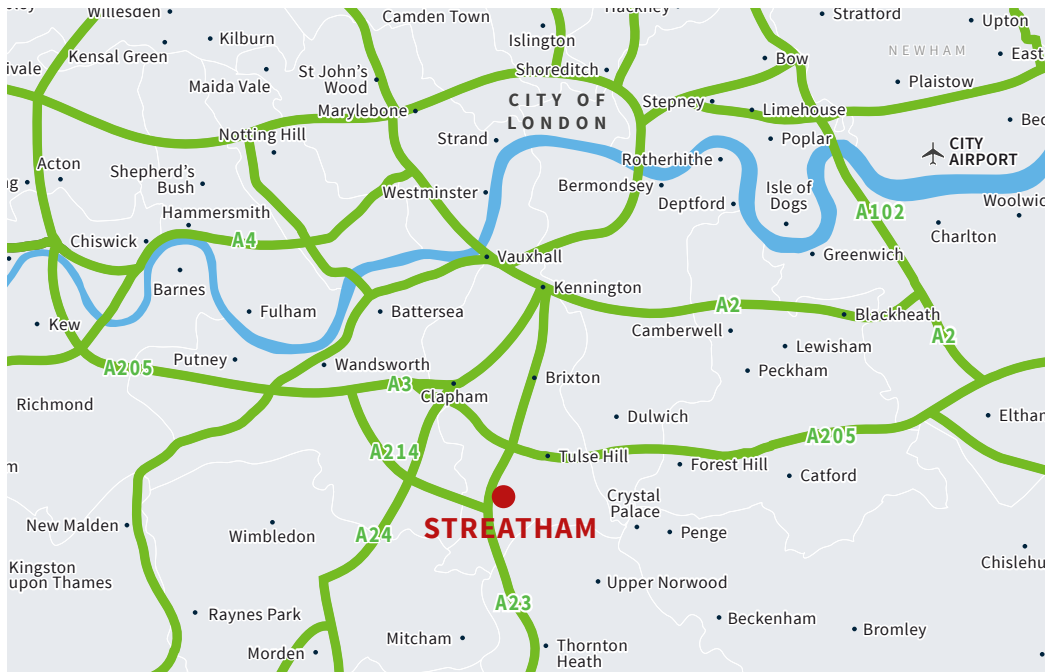 Willesden
Camden Town
Hackney
Stratford
Upton
Kilburn
Islington
NEWHAM
Kensal Green
Bow
East
ivale
St John's
Wood
Shoreditch
Plaistow
Maida Vale
CITY OF
LONDON
Stepney
Limehouse
Marylebone
Bec
Notting Hill
Strand
Poplar
CITY
AIRPORT
Acton
Rotherhithe
Shepherd's
Bush
g
Westminster
Bermondsey
Isle of
Dogs
Deptford
Woolwic
Hammersmith
A102
Chiswick
A4
Charlton
Vauxhall
Greenwich
Barnes
Kennington
Fulham
Battersea
A2
Blackheath
Kew
Camberwell
A2
Lewisham
Putney
Wandsworth
A205
Peckham
A3
Brixton
Clapham
Richmond
Dulwich
Eltham
A205
A214
Tulse Hill
Forest Hill
m
Catford
Crystal
Palace
New Malden
STREATHAM
Wimbledon
A24
Penge
Chislehu
Kingston
upon Thames
Upper Norwood
A23
Raynes Park
Beckenham
Bromley
Mitcham
Morden
Thornton
Heath